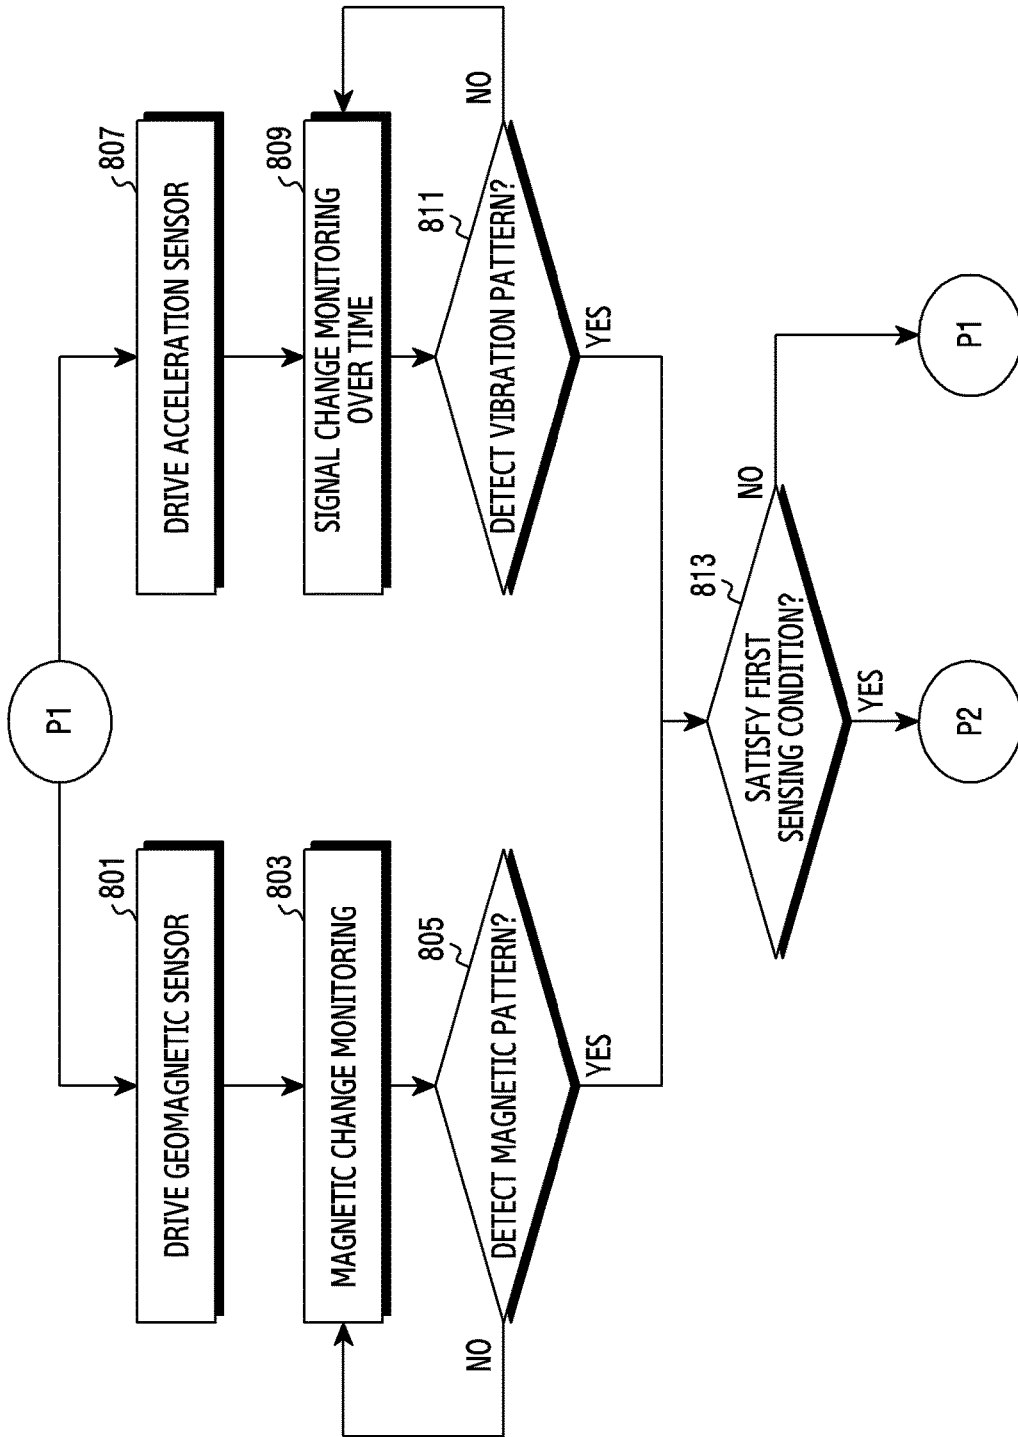 P1
801
DRIVE GEOMAGNETIC SENSOR
803
MAGNETIC CHANGE MONITORING
805
DETECT MAGNETIC PATTERN?
NO
YES
807
DRIVE ACCELERATION SENSOR
809
SIGNAL CHANGE MONITORING
OVER TIME
811
DETECT VIBRATION PATTERN?
NO
YES
813
SATISFY FIRST
SENSING CONDITION?
NO
YES
P2
P1